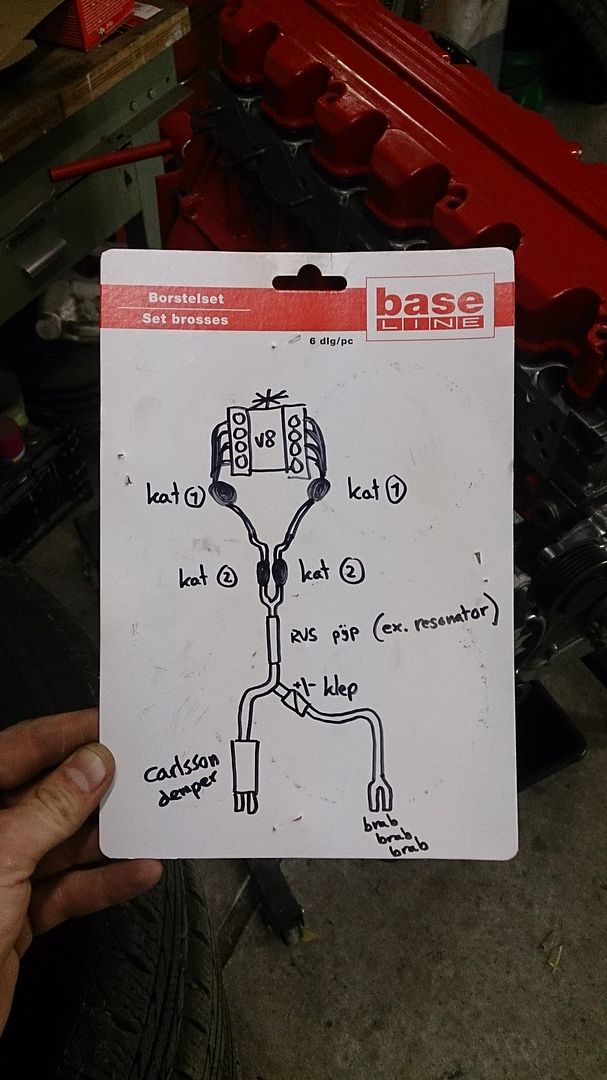 Borstelset
Set brosses
base
LINE
6 dlg/pc
V8
kat ①
kat ①
kat ②
kat ②
RVS pijp (ex. resonator)
+/- klep
Carlsson
demper
brab
brab
brab